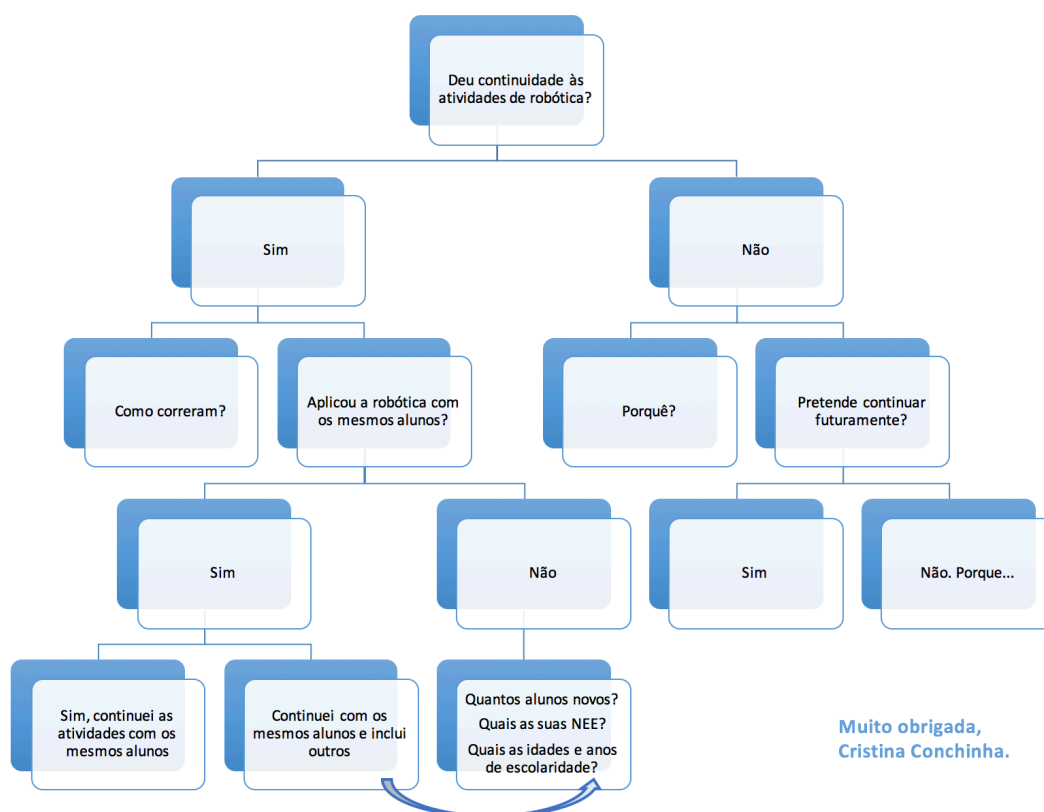 Deu continuidade às
atividades de robótica?
Sim
Não
Como correram?
Aplicou a robótica com
os mesmos alunos?
Porquê?
Pretende continuar
futuramente?
Sim
Não
Sim
Não. Porque...
Sim, continuei as
atividades com os
mesmos alunos
Continuei com os
mesmos alunos e inclui
outros
Quantos alunos novos?
Quais as suas NEE?
Quais as idades e anos
de escolaridade?
Muito obrigada,
Cristina Conchinha.